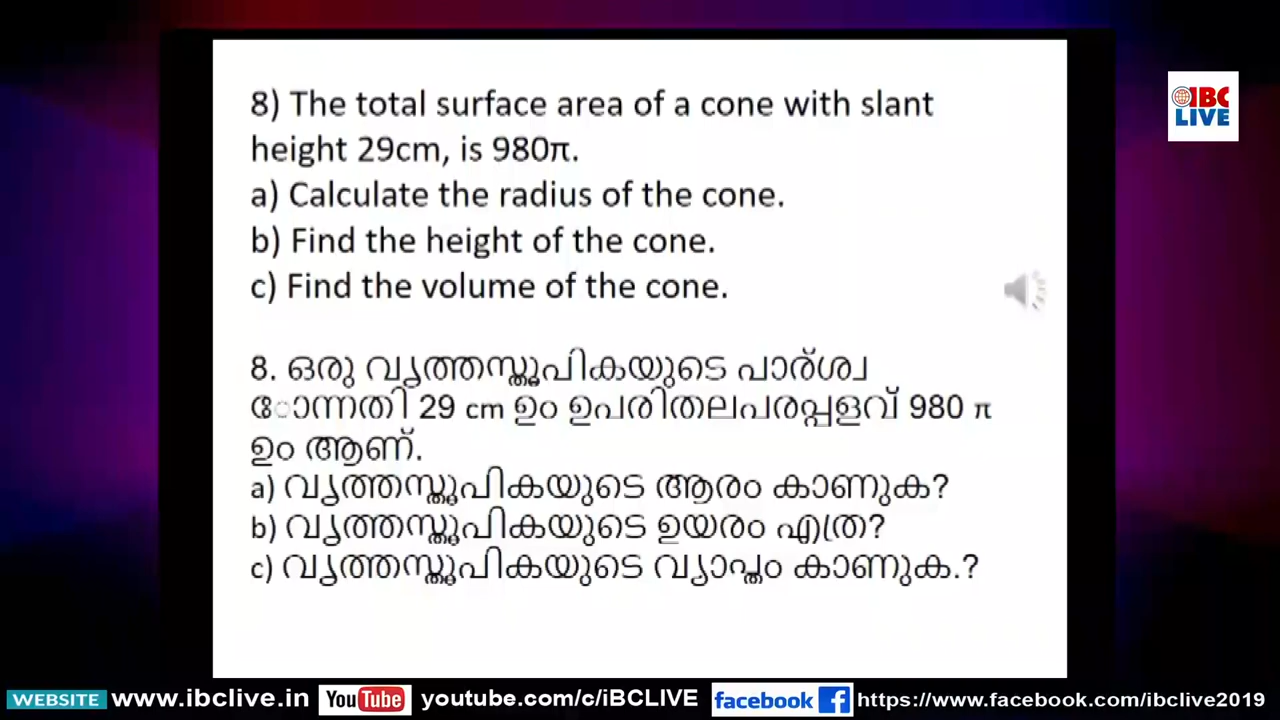 8) The total surface area of a cone with slant
height 29cm, is 980π.
a) Calculate the radius of the cone.
b) Find the height of the cone.
c) Find the volume of the cone.
8. ഒരു വൃത്തസ്തൂപികയുടെ പാര്ശ്വ
ോന്നതി 29 cm ഉം ഉപരിതലപരപ്പളവ് 980 π
ഉം ആണ്.
a) വൃത്തസ്തൂപികയുടെ ആരം കാണുക?
b) വൃത്തസ്തൂപികയുടെ ഉയരം എത്ര?
c) വൃത്തസ്തൂപികയുടെ വ്യാപ്തം കാണുക.?
IBC
LIVE
WEBSITE www.ibclive.in YouTube youtube.com/c/iBCLIVE facebook https://www.facebook.com/ibclive2019